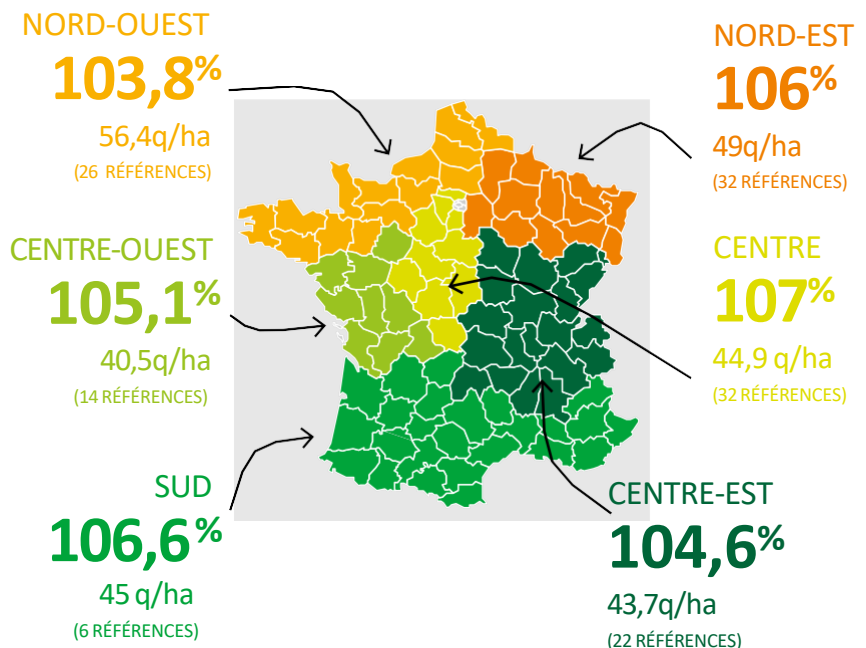 NORD-OUEST
103,8%
56,4q/ha
(26 RÉFÉRENCES)
NORD-EST
106%
49q/ha
(32 RÉFÉRENCES)
CENTRE-OUEST
105,1%
40,5q/ha
(14 RÉFÉRENCES)
CENTRE
107%
44,9 q/ha
(32 RÉFÉRENCES)
SUD
106,6%
45 q/ha
(6 RÉFÉRENCES)
CENTRE-EST
104,6%
43,7q/ha
(22 RÉFÉRENCES)